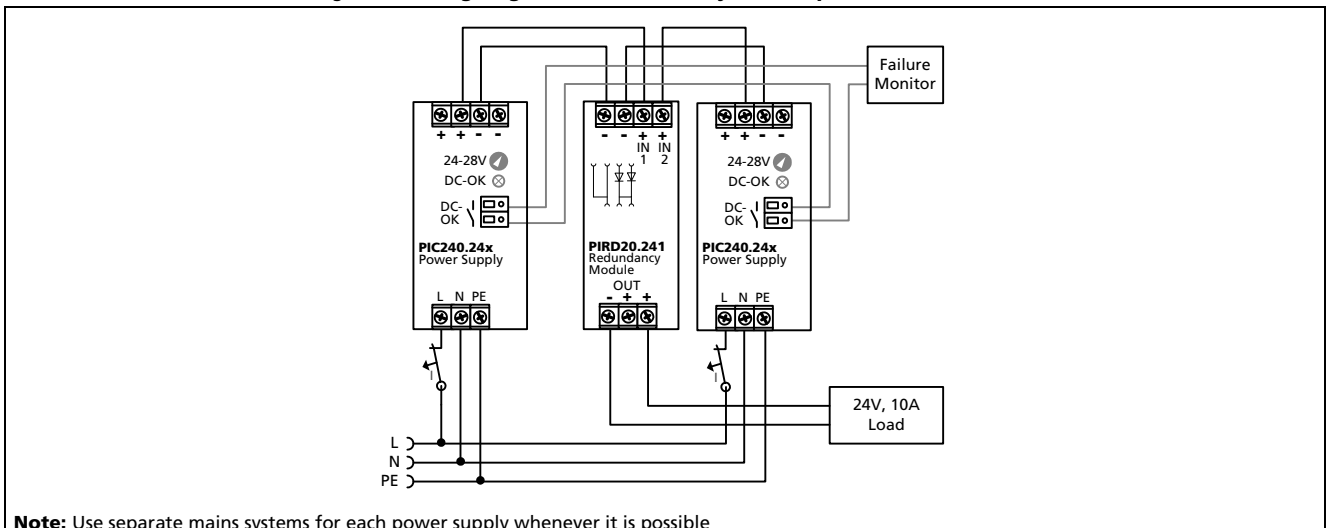 Failure
Monitor
+ + - -
24-28V
DC-OK
DC-
OK
PIC240.24x
Power Supply
L N PE
- - + +
IN IN
1 2
PIRD20.241
Redundancy
Module
OUT
- + +
+ + - -
24-28V
DC-OK
DC-
OK
PIC240.24x
Power Supply
L N PE
I
I
24V, 10A
Load
L
N
PE
Note: Use separate mains systems for each power supply whenever it is possible